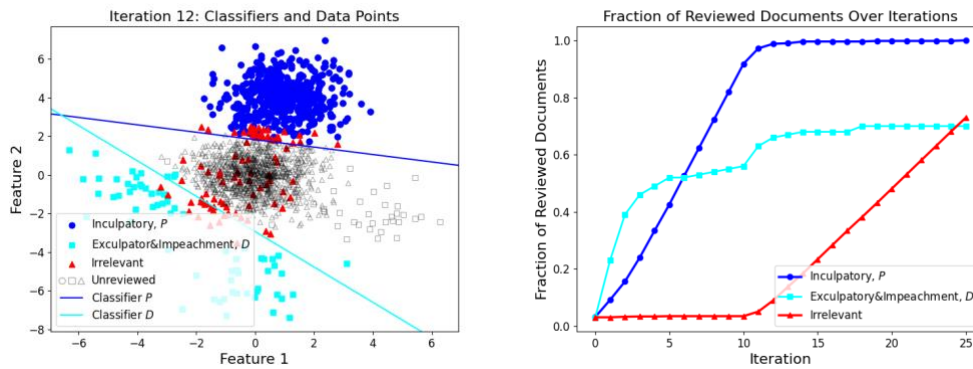 Iteration 12: Classifiers and Data Points
Feature 2
6
4
2
0
−2
−4
−6
−8
Inculpatory, P
Exculpator&Impeachment, D
Irrelevant
Unreviewed
Classifier P
Classifier D
−6
−4
−2
0
2
4
6
Feature 1
Fraction of Reviewed Documents Over Iterations
Fraction of Reviewed Documents
1.0
0.8
0.6
0.4
0.2
0.0
Inculpatory, P
Exculpatory&Impeachment, D
Irrelevant
0
5
10
15
20
25
Iteration